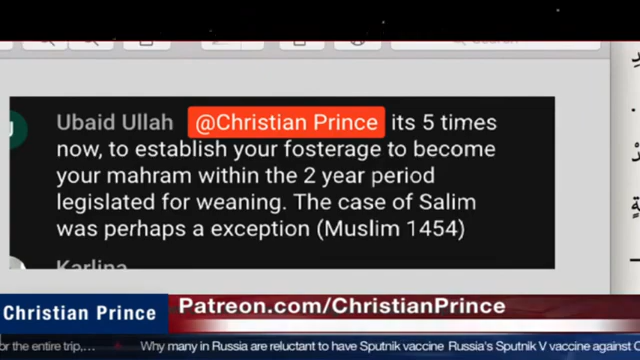 Ubaid Ullah @Christian Prince its 5 times
now, to establish your fosterage to become
your mahram within the 2 year period
legislated for weaning. The case of Salim
was perhaps a exception (Muslim 1454)
Karlina
Christian Prince
Patreon.com/ChristianPrince
for the entire trip,... Why many in Russia are reluctant to have Sputnik vaccine Russia's Sputnik V vaccine against